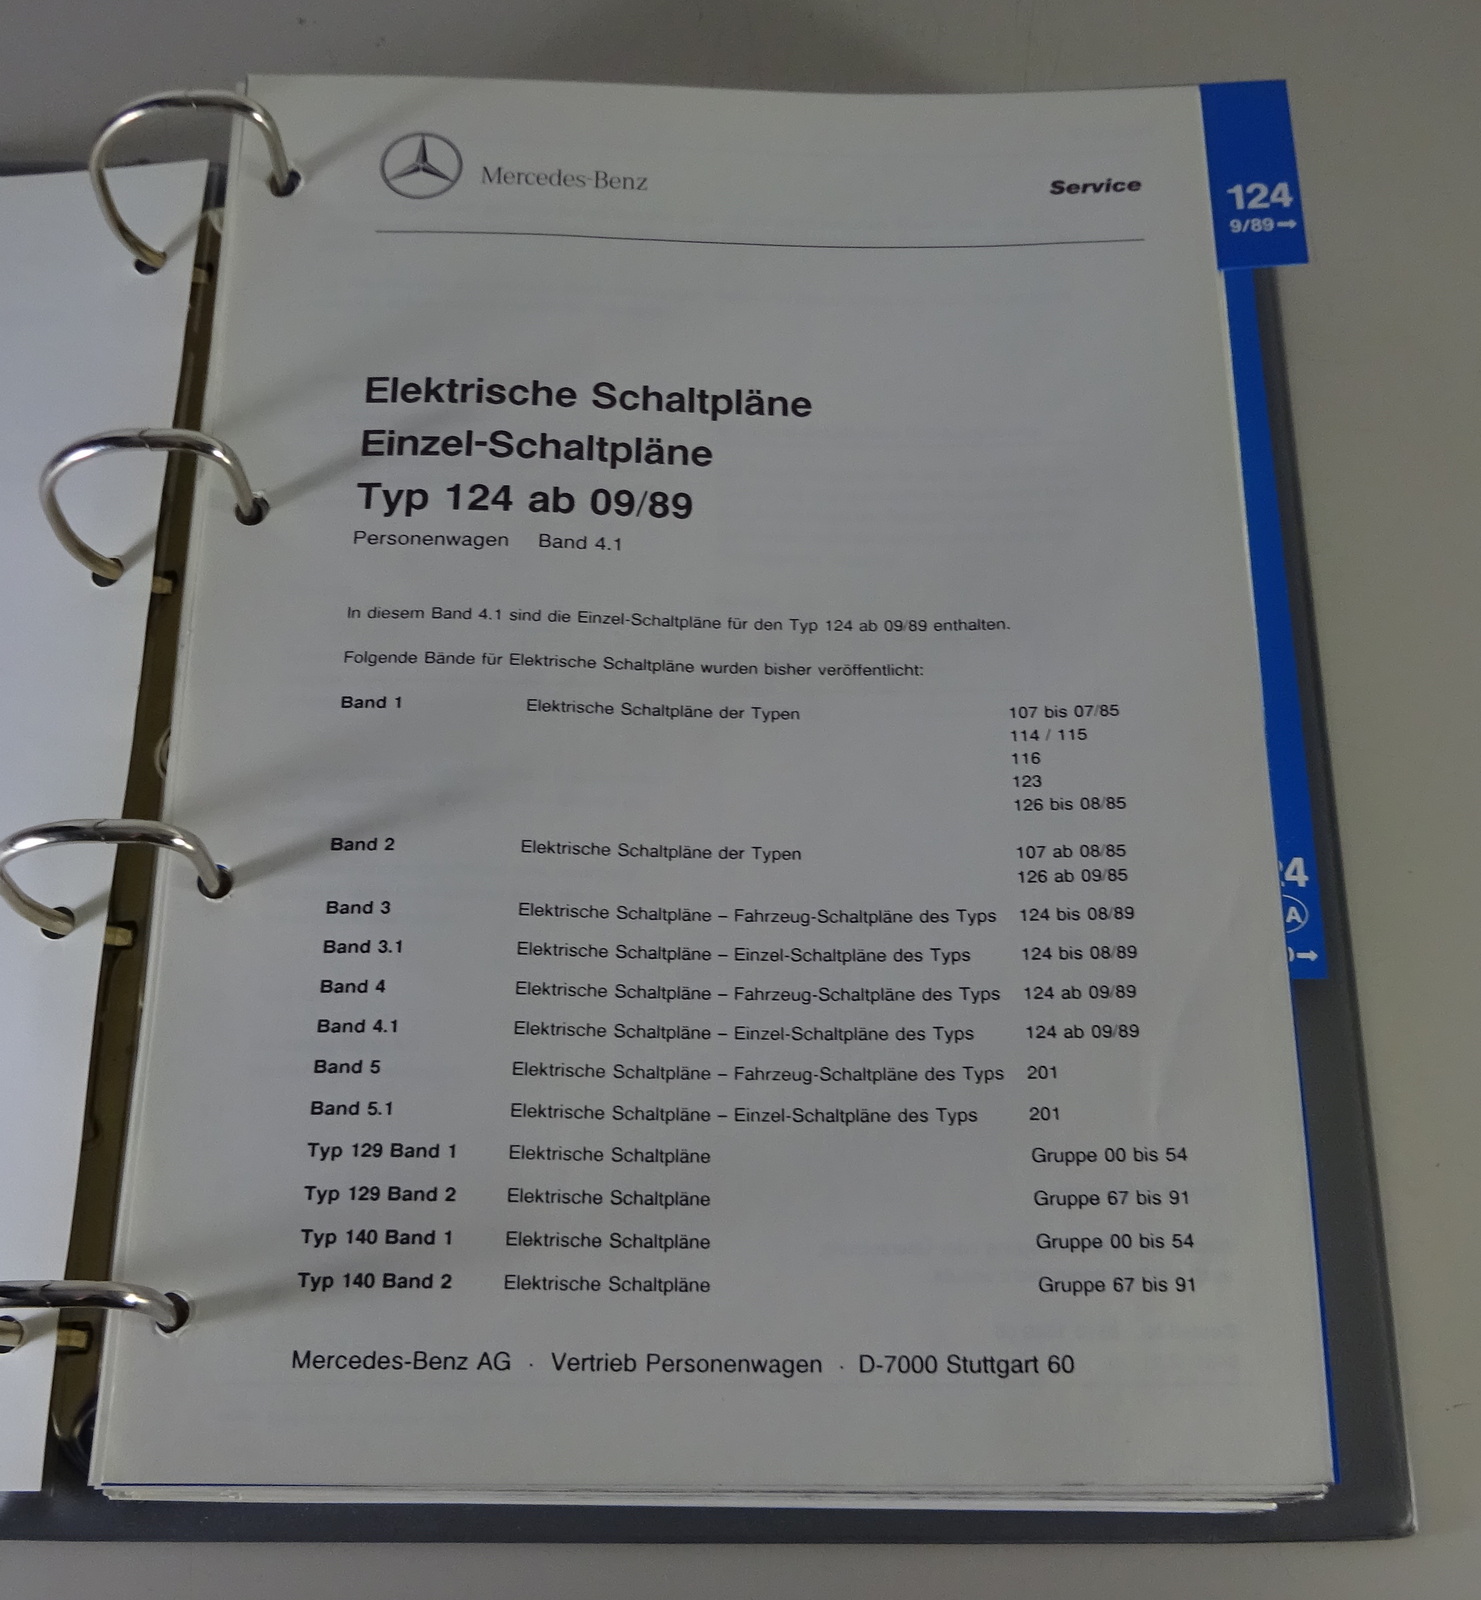 Mercedes-Benz Service
124
9/89→
Elektrische Schaltpläne
Einzel-Schaltpläne
Typ 124 ab 09/89
Personenwagen Band 4.1
In diesem Band 4.1 sind die Einzel-Schaltpläne für den Typ 124 ab 09/89 enthalten.
Folgende Bände für Elektrische Schaltpläne wurden bisher veröffentlicht:
Band 1 Elektrische Schaltpläne der Typen 107 bis 07/85
114 / 115
116
123
126 bis 08/85
Band 2 Elektrische Schaltpläne der Typen 107 ab 08/85
126 ab 09/85
Band 3 Elektrische Schaltpläne – Fahrzeug-Schaltpläne des Typs 124 bis 08/89
Band 3.1 Elektrische Schaltpläne – Einzel-Schaltpläne des Typs 124 bis 08/89
Band 4 Elektrische Schaltpläne – Fahrzeug-Schaltpläne des Typs 124 ab 09/89
Band 4.1 Elektrische Schaltpläne – Einzel-Schaltpläne des Typs 124 ab 09/89
Band 5 Elektrische Schaltpläne – Fahrzeug-Schaltpläne des Typs 201
Band 5.1 Elektrische Schaltpläne – Einzel-Schaltpläne des Typs 201
Typ 129 Band 1 Elektrische Schaltpläne Gruppe 00 bis 54
Typ 129 Band 2 Elektrische Schaltpläne Gruppe 67 bis 91
Typ 140 Band 1 Elektrische Schaltpläne Gruppe 00 bis 54
Typ 140 Band 2 Elektrische Schaltpläne Gruppe 67 bis 91
Mercedes-Benz AG · Vertrieb Personenwagen · D-7000 Stuttgart 60
4
A
→